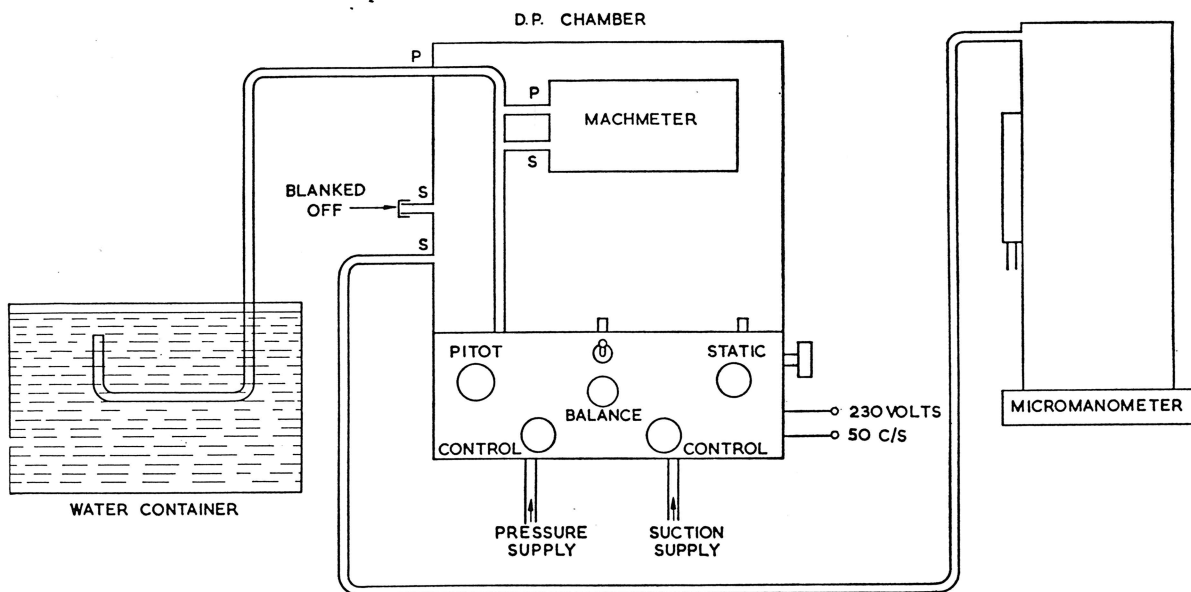 D.P. CHAMBER
P
P
MACHMETER
S
BLANKED
OFF
S
S
PITOT
STATIC
BALANCE
CONTROL
CONTROL
230 VOLTS
50 C/S
MICROMANOMETER
WATER CONTAINER
PRESSURE
SUPPLY
SUCTION
SUPPLY